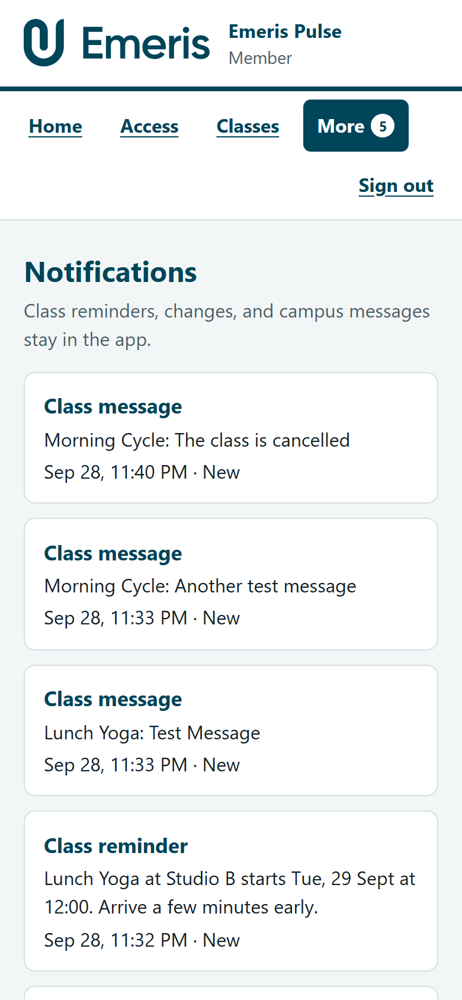 Emeris
Emeris Pulse
Member
Home Access Classes More 5
Sign out
Notifications
Class reminders, changes, and campus messages
stay in the app.
Class message
Morning Cycle: The class is cancelled
Sep 28, 11:40 PM · New
Class message
Morning Cycle: Another test message
Sep 28, 11:33 PM · New
Class message
Lunch Yoga: Test Message
Sep 28, 11:33 PM · New
Class reminder
Lunch Yoga at Studio B starts Tue, 29 Sept at
12:00. Arrive a few minutes early.
Sep 28, 11:32 PM · New